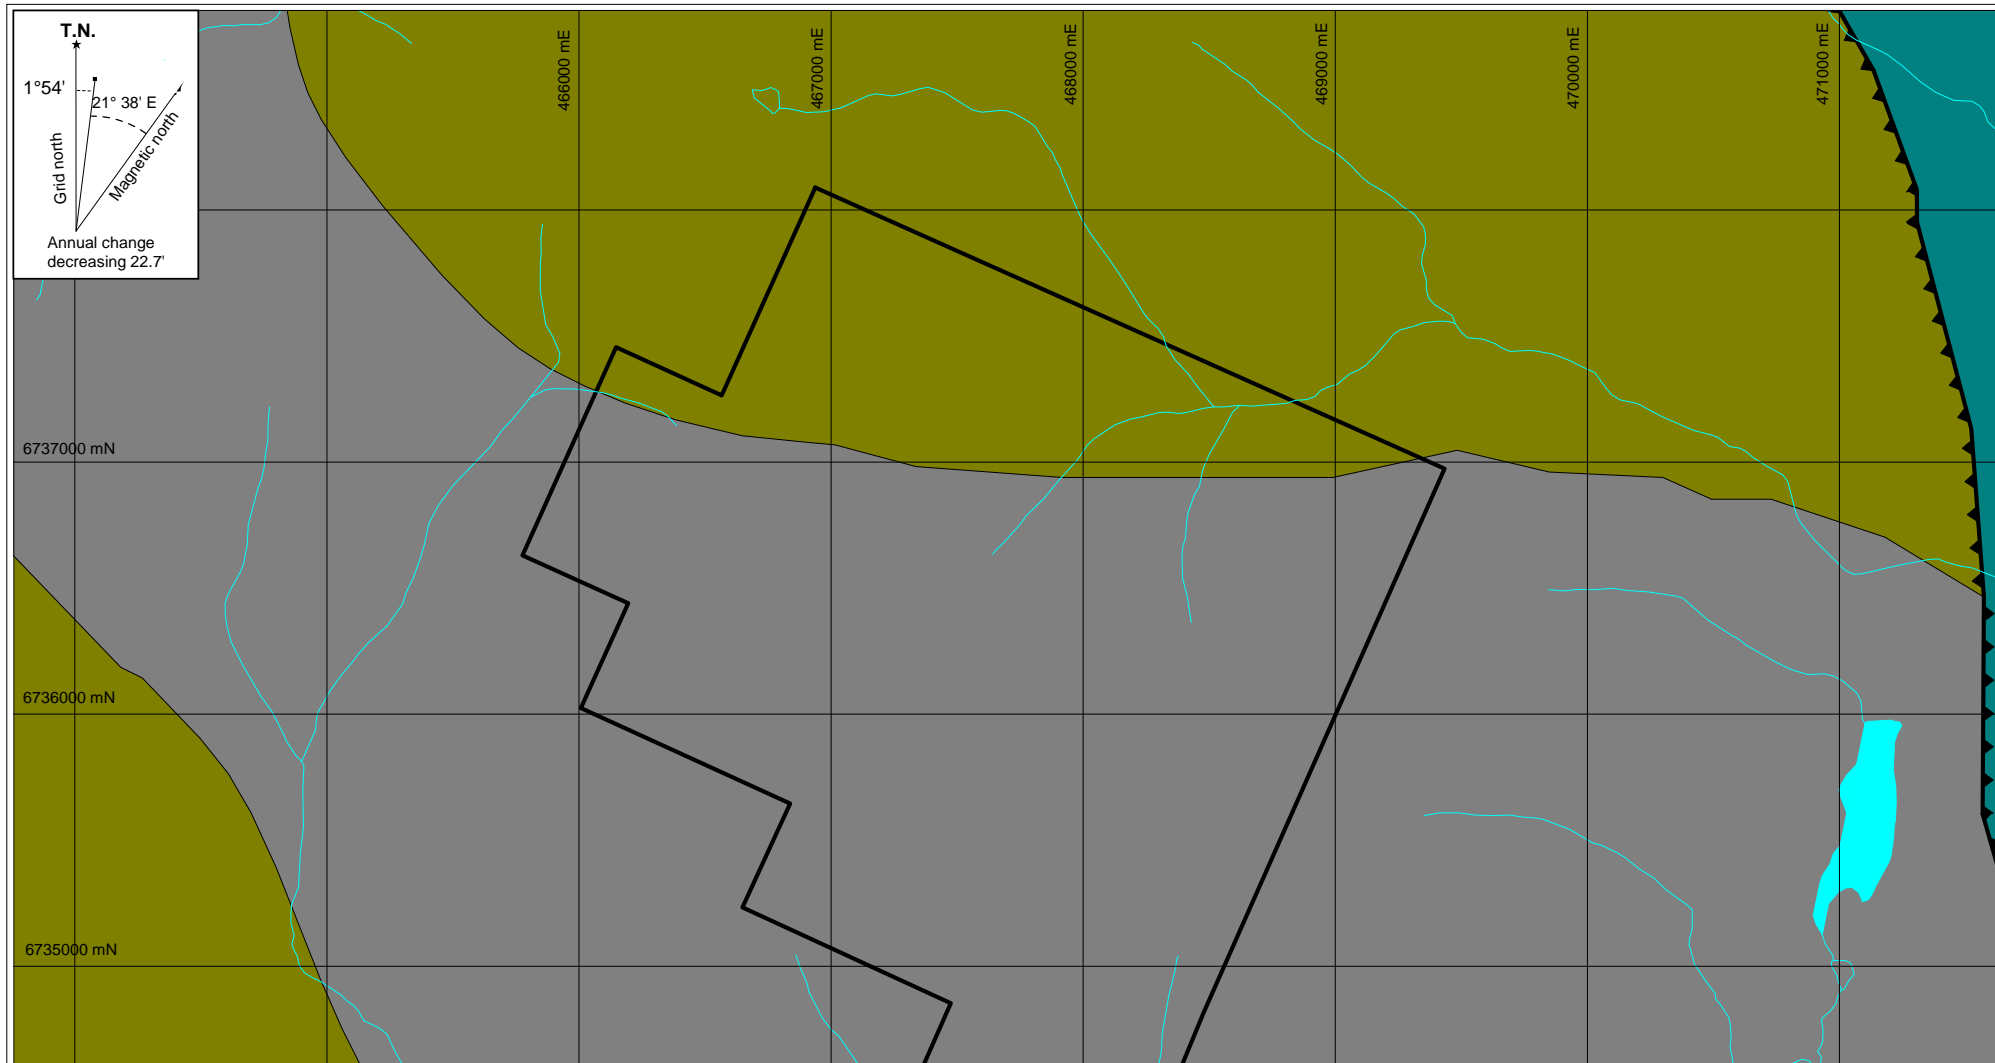 T.N.
1°54'
21° 38' E
Grid north
Magnetic north
Annual change
decreasing 22.7'
466000 mE
467000 mE
468000 mE
469000 mE
470000 mE
471000 mE
6737000 mN
6736000 mN
6735000 mN